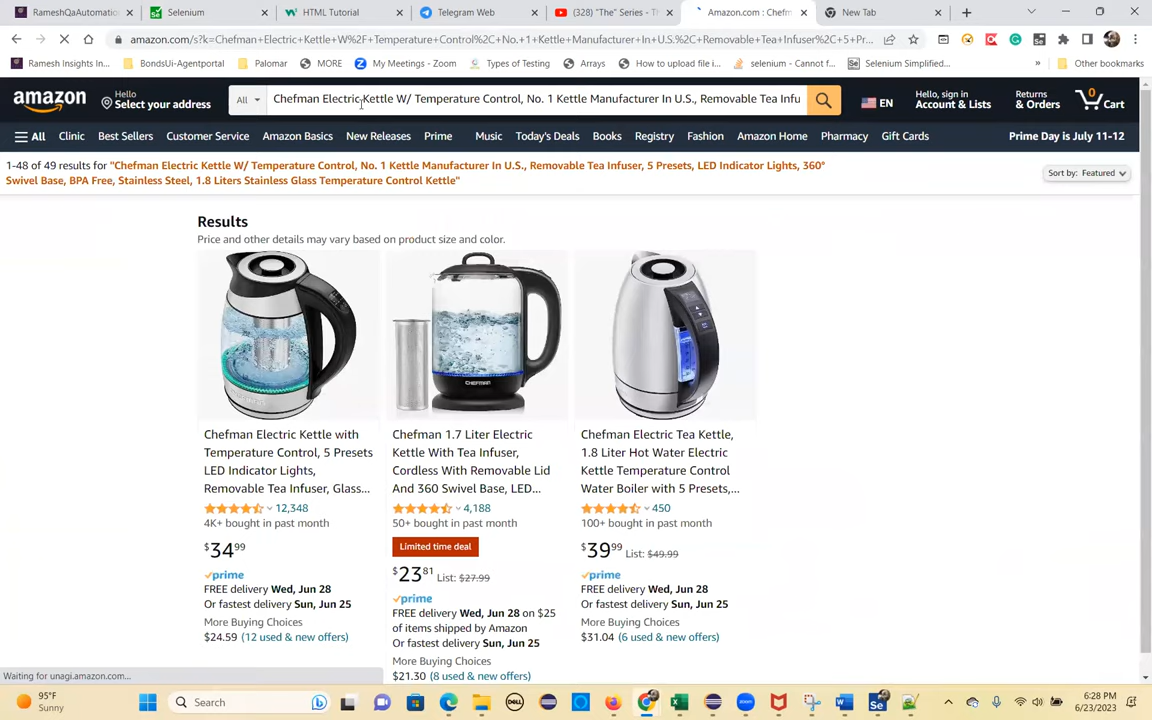 RameshQaAutomatio
Selenium
HTML Tutorial
Telegram Web
(328) "The" Series - Th
Amazon.com : Chefm
New Tab
amazon.com/s?k=Chefman+Electric+Kettle+W%2F+Temperature+Control%2C+No.+1+Kettle+Manufacturer+In+U.S.%2C+Removable+Tea+Infuser%2C+5+Pr...
Ramesh Insights In...
BondsUi-Agentportal
Palomar
MORE
My Meetings - Zoom
Types of Testing
Arrays
How to upload file i...
selenium - Cannot f...
Selenium Simplified...
»
Other bookmarks
amazon
Hello
Select your address
All
Chefman Electric Kettle W/ Temperature Control, No. 1 Kettle Manufacturer In U.S., Removable Tea Infu
EN
Hello, sign in
Account & Lists
Returns
& Orders
0
Cart
All Clinic Best Sellers Customer Service Amazon Basics New Releases Prime Music Today's Deals Books Registry Fashion Amazon Home Pharmacy Gift Cards Prime Day is July 11-12
1-48 of 49 results for "Chefman Electric Kettle W/ Temperature Control, No. 1 Kettle Manufacturer In U.S., Removable Tea Infuser, 5 Presets, LED Indicator Lights, 360°
Swivel Base, BPA Free, Stainless Steel, 1.8 Liters Stainless Glass Temperature Control Kettle"
Sort by: Featured
Results
Price and other details may vary based on product size and color.
CHEFMAN
Chefman Electric Kettle with
Temperature Control, 5 Presets
LED Indicator Lights,
Removable Tea Infuser, Glass...
12,348
4K+ bought in past month
$34 99
prime
FREE delivery Wed, Jun 28
Or fastest delivery Sun, Jun 25
More Buying Choices
$24.59 (12 used & new offers)
Chefman 1.7 Liter Electric
Kettle With Tea Infuser,
Cordless With Removable Lid
And 360 Swivel Base, LED...
4,188
50+ bought in past month
Limited time deal
$23 81 List: $27.99
prime
FREE delivery Wed, Jun 28 on $25
of items shipped by Amazon
Or fastest delivery Sun, Jun 25
More Buying Choices
$21.30 (8 used & new offers)
Chefman Electric Tea Kettle,
1.8 Liter Hot Water Electric
Kettle Temperature Control
Water Boiler with 5 Presets,...
450
100+ bought in past month
$39 99 List: $49.99
prime
FREE delivery Wed, Jun 28
Or fastest delivery Sun, Jun 25
More Buying Choices
$31.04 (6 used & new offers)
Waiting for unagi.amazon.com...
95°F
Sunny
Search
DELL
zoom
6:28 PM
6/23/2023